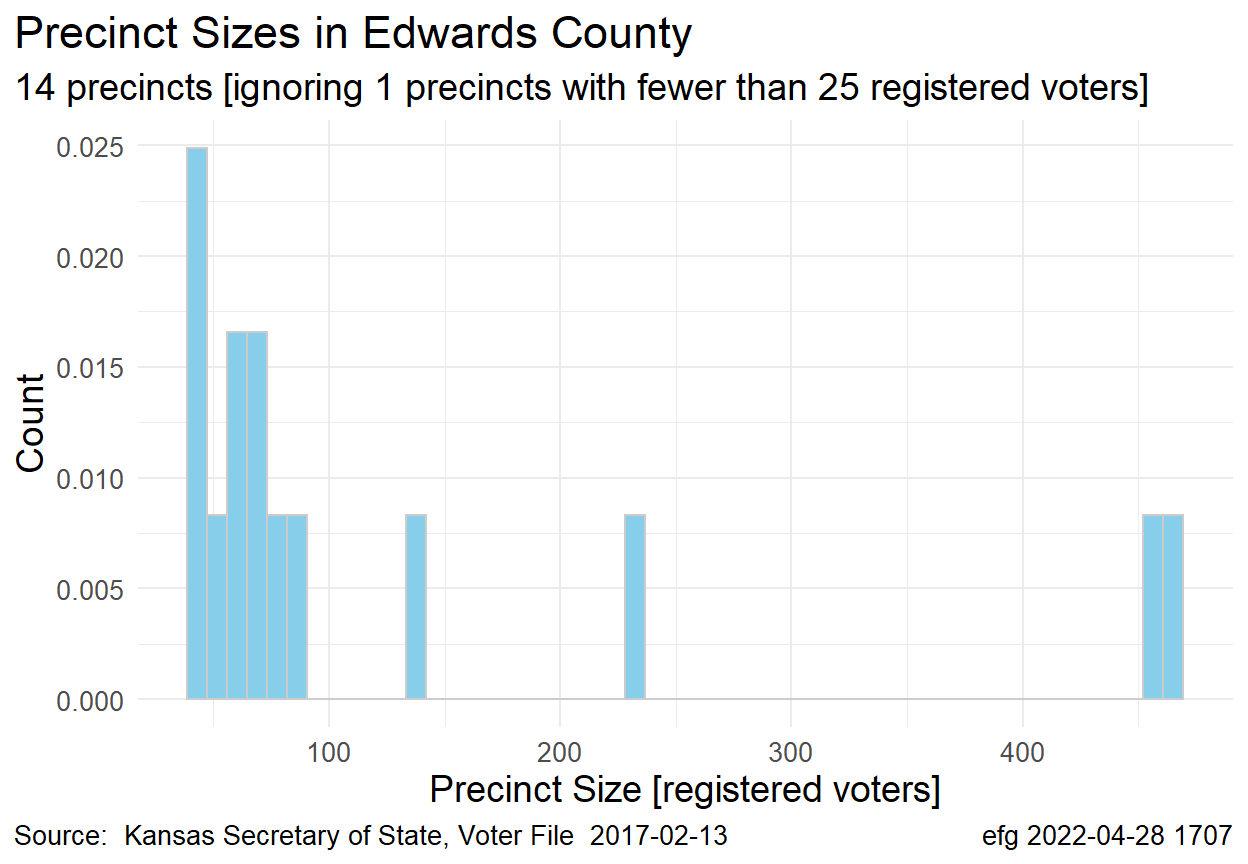 Precinct Sizes in Edwards County
14 precincts [ignoring 1 precincts with fewer than 25 registered voters]
0.025
0.020
0.015
0.010
0.005
0.000
Count
100 200 300 400
Precinct Size [registered voters]
Source:  Kansas Secretary of State, Voter File  2017-02-13
efg 2022-04-28 1707